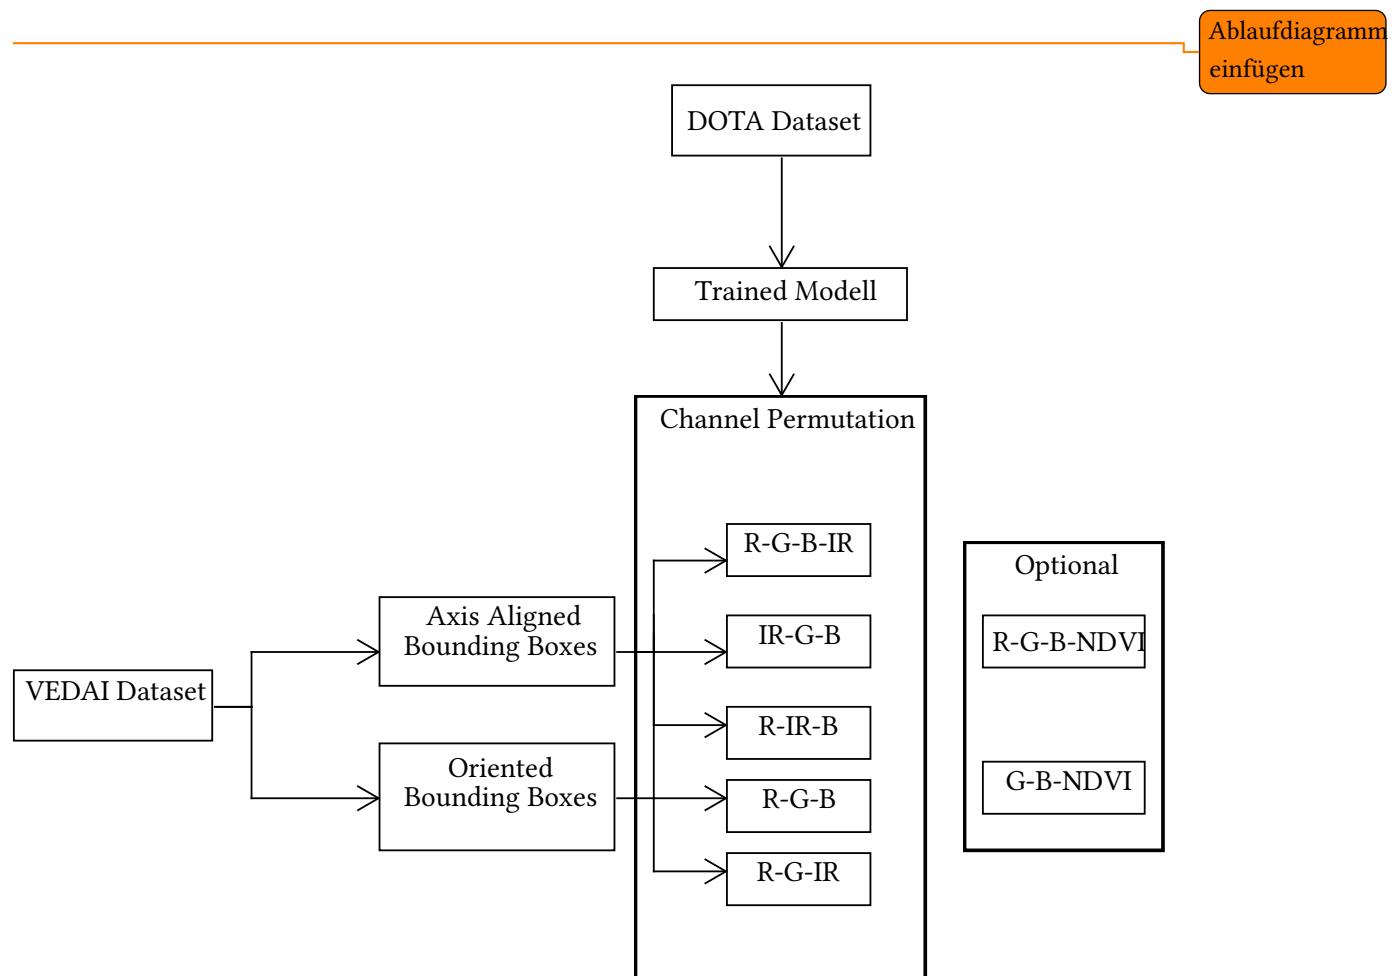 Ablaufdiagramm
einfügen
DOTA Dataset
Trained Modell
Channel Permutation
R-G-B-IR
Optional
Axis Aligned
Bounding Boxes
IR-G-B
R-G-B-NDVI
VEDAI Dataset
R-IR-B
Oriented
Bounding Boxes
R-G-B
G-B-NDVI
R-G-IR